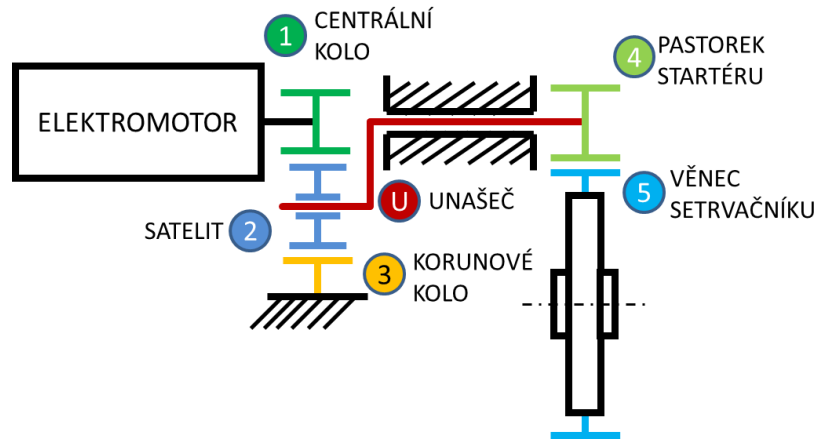 1 CENTRÁLNÍ
KOLO
4 PASTOREK
STARTÉRU
ELEKTROMOTOR
U UNAŠEČ
5 VĚNEC
SETRVAČNÍKU
SATELIT 2
3 KORUNOVÉ
KOLO